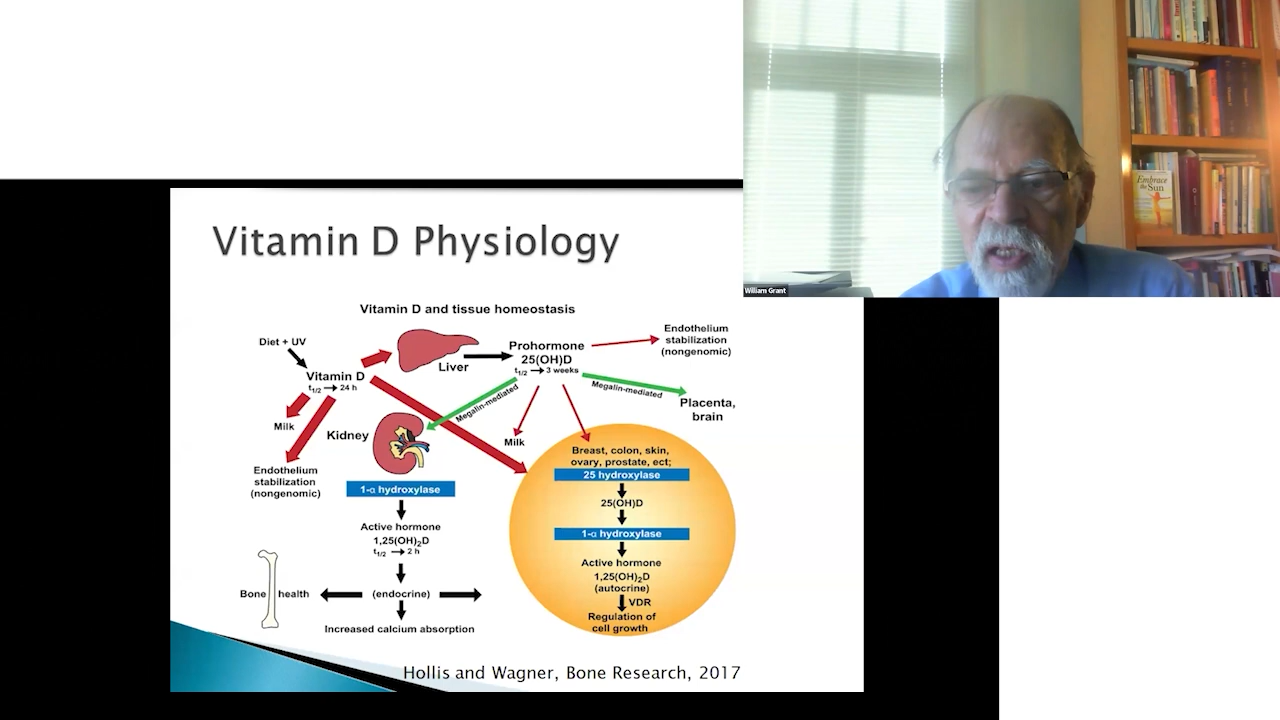 Vitamin D Physiology
Vitamin D and tissue homeostasis
Diet + UV
Vitamin D
t1/2 → 24 h
Milk
Endothelium
stabilization
(nongenomic)
Liver
Prohormone
25(OH)D
t1/2 → 3 weeks
Endothelium
stabilization
(nongenomic)
Megalin-mediated
Placenta,
brain
Megalin-mediated
Kidney
Milk
1-α hydroxylase
Active hormone
1,25(OH)2D
t1/2 → 2 h
(endocrine)
Bone health
Increased calcium absorption
Breast, colon, skin,
ovary, prostate, ect;
25 hydroxylase
25(OH)D
1-α hydroxylase
Active hormone
1,25(OH)2D
(autocrine)
VDR
Regulation of
cell growth
Hollis and Wagner, Bone Research, 2017
William Grant
Embrace
the Sun